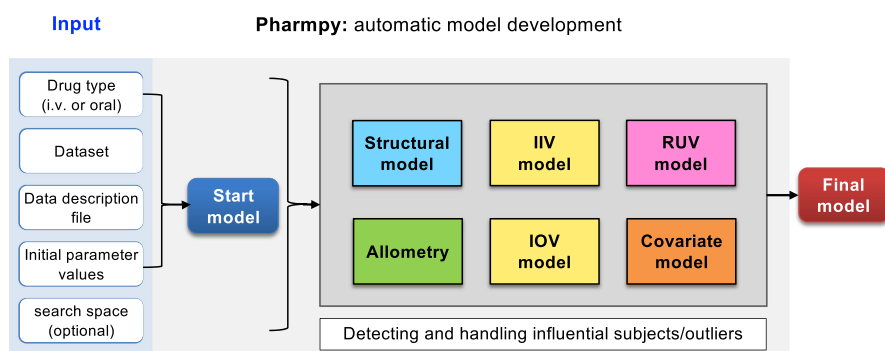 Input
Pharmpy: automatic model development
Drug type
(i.v. or oral)
Dataset
Data description
file
Initial parameter
values
search space
(optional)
Start
model
Structural
model
IIV
model
RUV
model
Allometry
IOV
model
Covariate
model
Detecting and handling influential subjects/outliers
Final
model